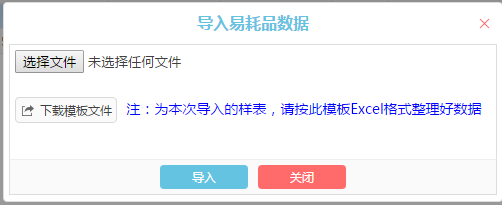 导入易耗品数据
选择文件 未选择任何文件
下载模板文件 注：为本次导入的样表，请按此模板Excel格式整理好数据
导入 关闭